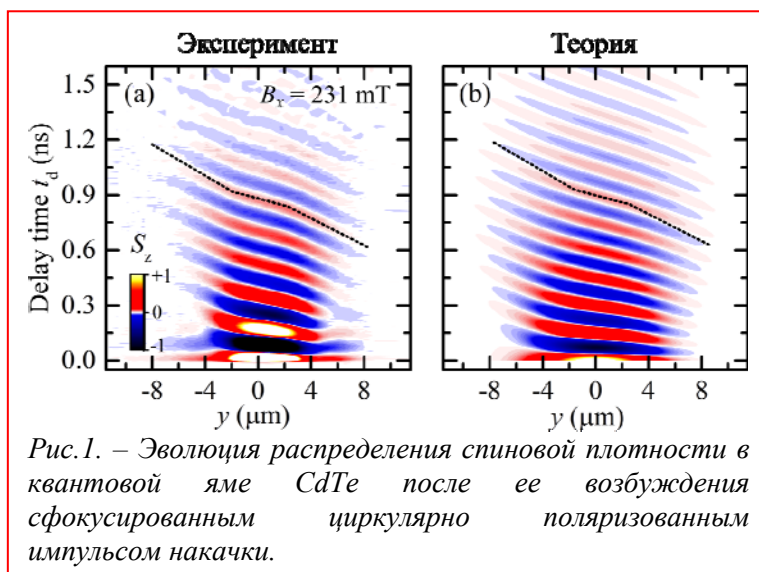 Эксперимент
Теория
(a)
B_x = 231 mT
(b)
1.5
1.2
0.9
0.6
0.3
0.0
Delay time t_d (ns)
S_z
+1
0
-1
-8 -4 0 4 8
-8 -4 0 4 8
y (μm)
y (μm)
Рис.1. – Эволюция распределения спиновой плотности в
квантовой яме CdTe после ее возбуждения
сфокусированным циркулярно поляризованным
импульсом накачки.